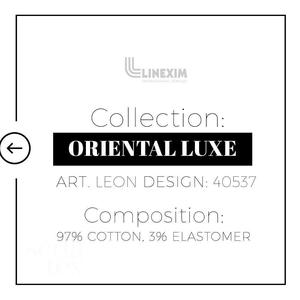 LINEXIM
Collection:
ORIENTAL LUXE
ART. LEON DESIGN: 40537
Composition:
97% COTTON, 3% ELASTOMER